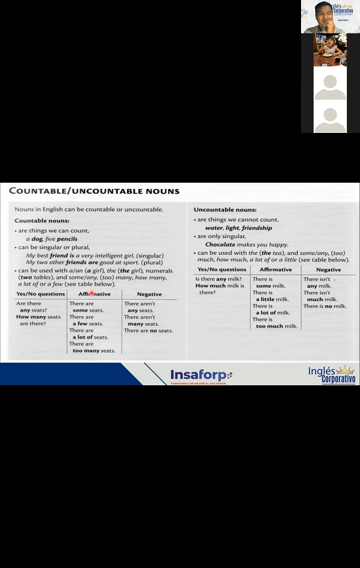 Inglés
Corporativo
COUNTABLE/UNCOUNTABLE NOUNS
Nouns in English can be countable or uncountable.
Countable nouns:
• are things we can count,
a dog, five pencils
• can be singular or plural,
My best friend is a very intelligent girl. (singular)
My two other friends are good at sport. (plural)
• can be used with a/an (a girl), the (the girl), numerals
(two tables), and some/any, (too) many, how many,
a lot of or a few (see table below).
Yes/No questions Affirmative Negative
Are there
any seats?
How many seats
are there?
There are
some seats.
There are
a few seats.
There are
a lot of seats.
There are
too many seats.
There aren't
any seats.
There aren't
many seats.
There are no seats.
Uncountable nouns:
• are things we cannot count,
water, light, friendship
• are only singular,
Chocolate makes you happy.
• can be used with the (the tea), and some/any, (too)
much, how much, a lot of or a little (see table below).
Yes/No questions Affirmative Negative
Is there any milk?
How much milk is
there?
There is
some milk.
There is
a little milk.
There is
a lot of milk.
There is
too much milk.
There isn't
any milk.
There isn't
much milk.
There is no milk.
Insaforp
Inglés
Corporativo